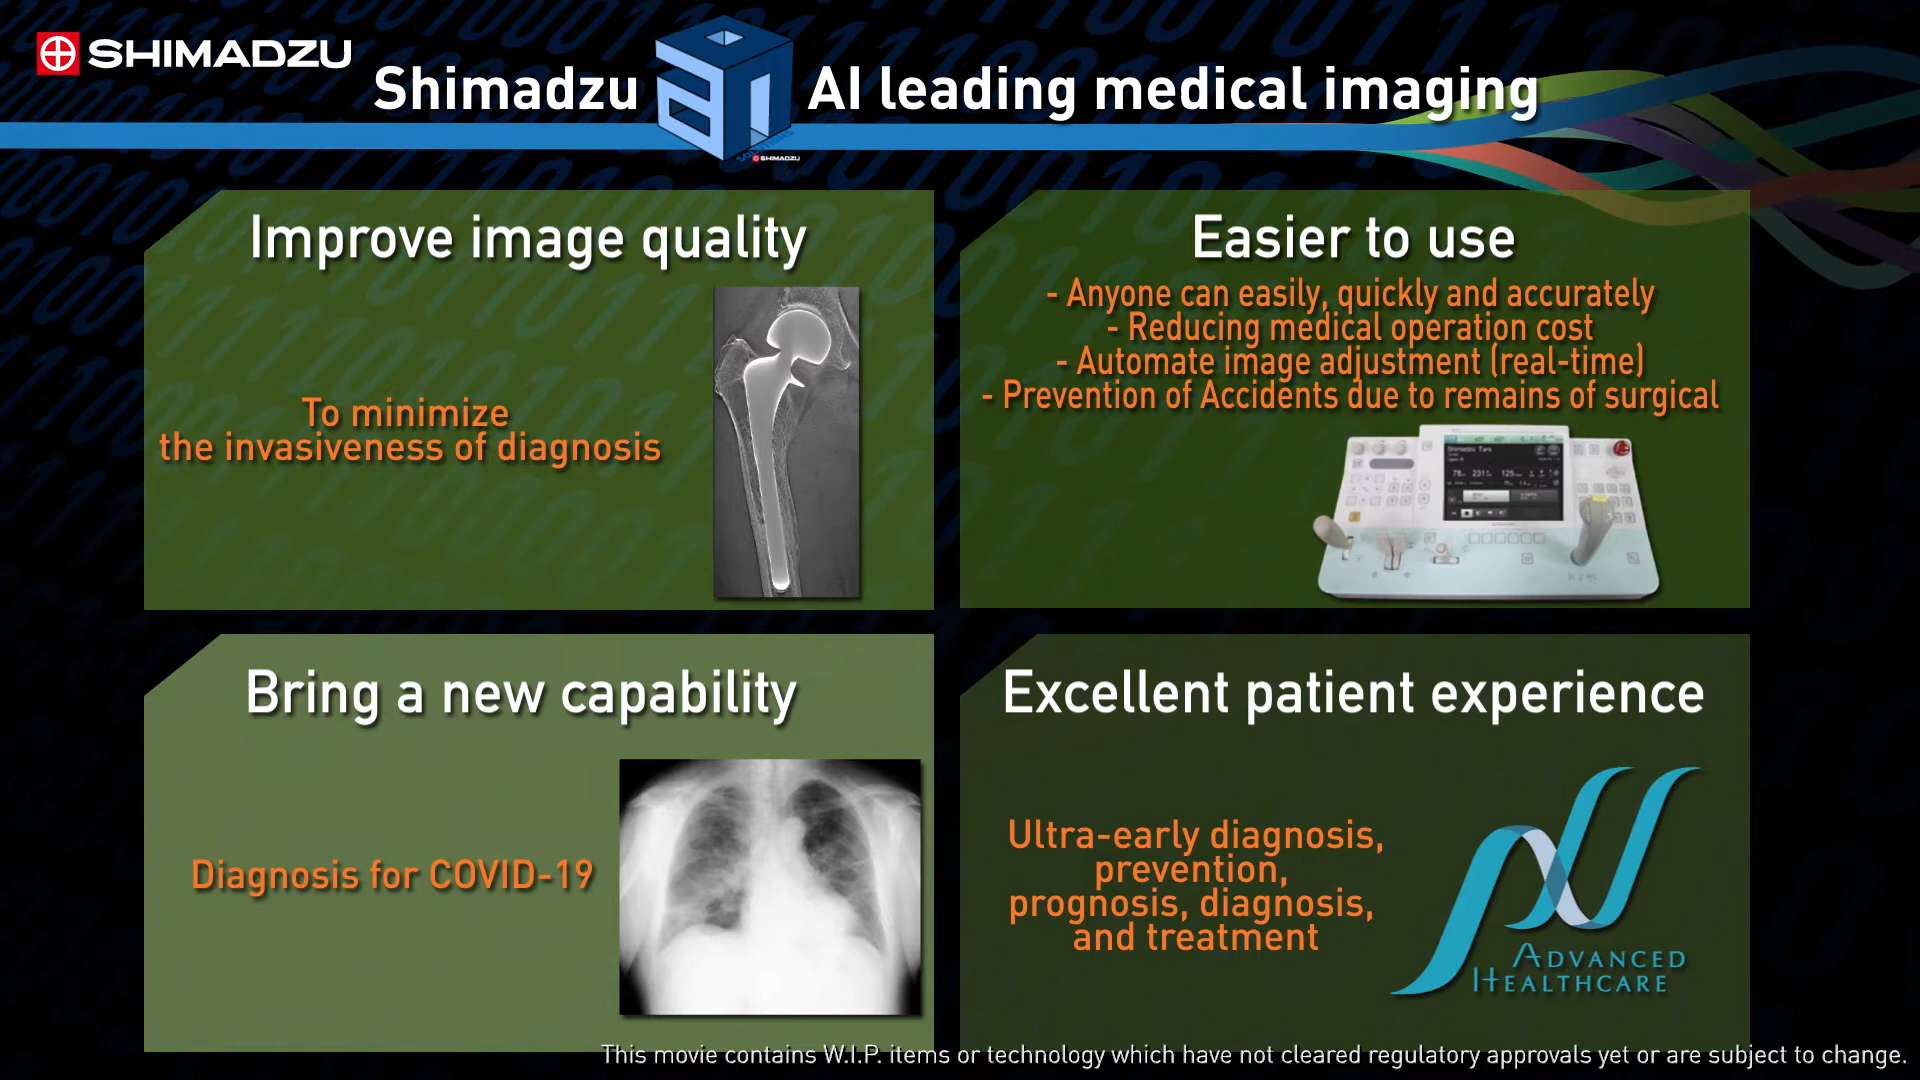 SHIMADZU
Shimadzu ai AI leading medical imaging
SHIMADZU
Improve image quality
To minimize
the invasiveness of diagnosis
Easier to use
- Anyone can easily, quickly and accurately
- Reducing medical operation cost
- Automate image adjustment (real-time)
- Prevention of Accidents due to remains of surgical
Shimadzu Taro
Bring a new capability
Diagnosis for COVID-19
Excellent patient experience
Ultra-early diagnosis,
prevention,
prognosis, diagnosis,
and treatment
ADVANCED
HEALTHCARE
This movie contains W.I.P. items or technology which have not cleared regulatory approvals yet or are subject to change.